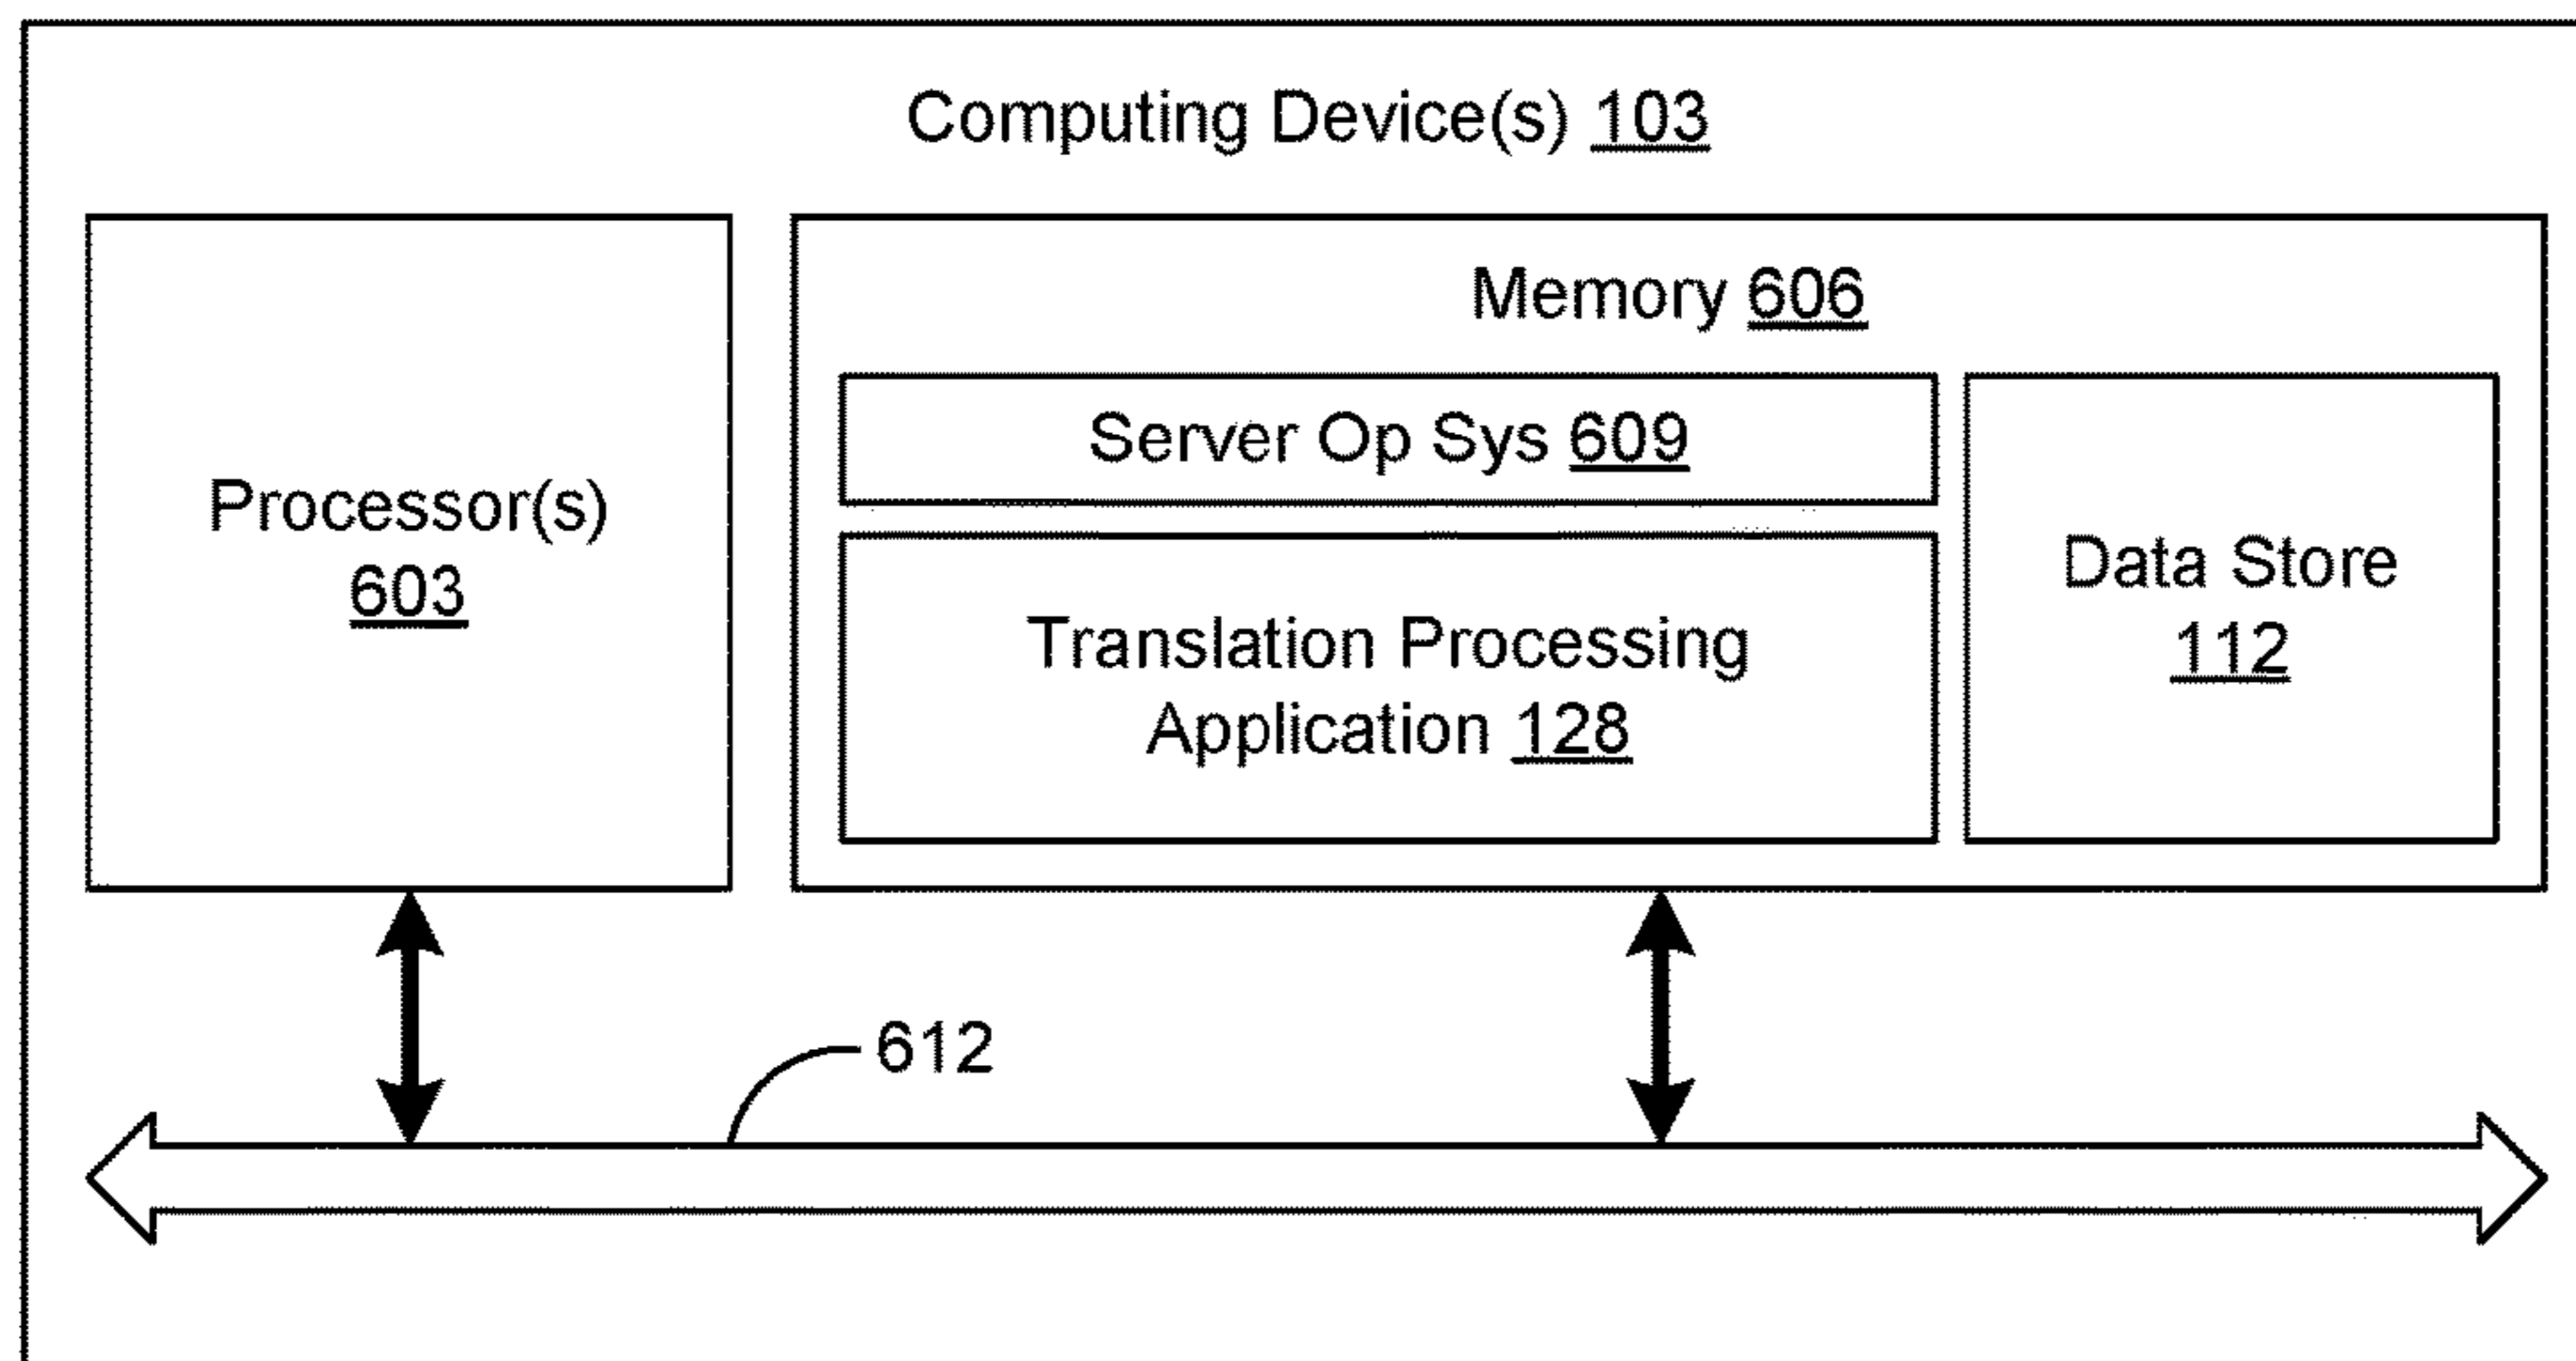 Computing Device(s) 103
Processor(s)
603
Memory 606
Server Op Sys 609
Translation Processing
Application 128
Data Store
112
612